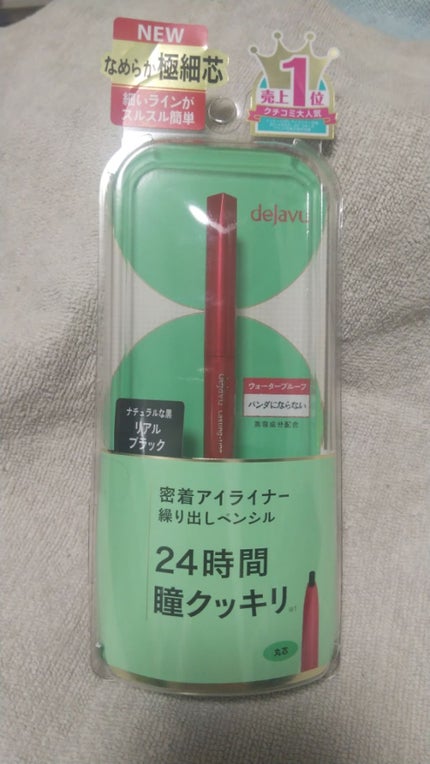 NEW
なめらか極細芯
細いラインが
スルスル簡単
1
売上 位
クチコミ大人気
dejavu
ウォータープルーフ
パンダにならない
美容成分配合
ナチュラルな黒
リアル
ブラック
密着アイライナー
繰り出しペンシル
24時間
瞳クッキリ
丸芯